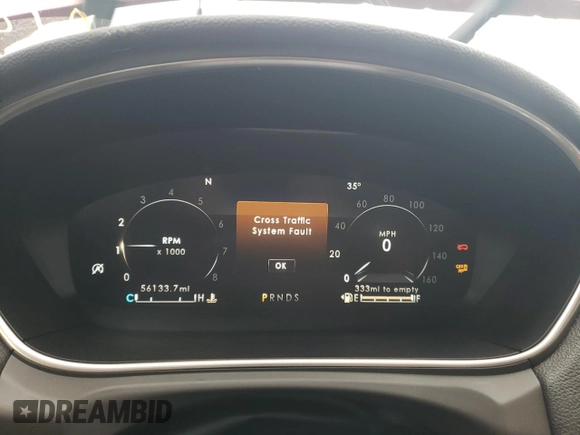 N
35°
3 4 5
2 6
1 7
0 8
RPM
x 1000
Cross Traffic
System Fault
OK
60 80 100
40 120
20 140
0 160
MPH
0
56133.7mi
C H
PRNDS
333mi to empty
E F
DREAMBID